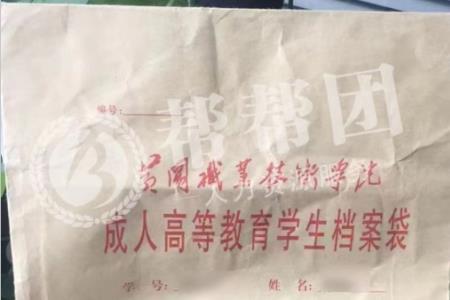 编号:
帮帮团
黄冈职业技术学院
成人高等教育学生档案袋
学号: 姓名: